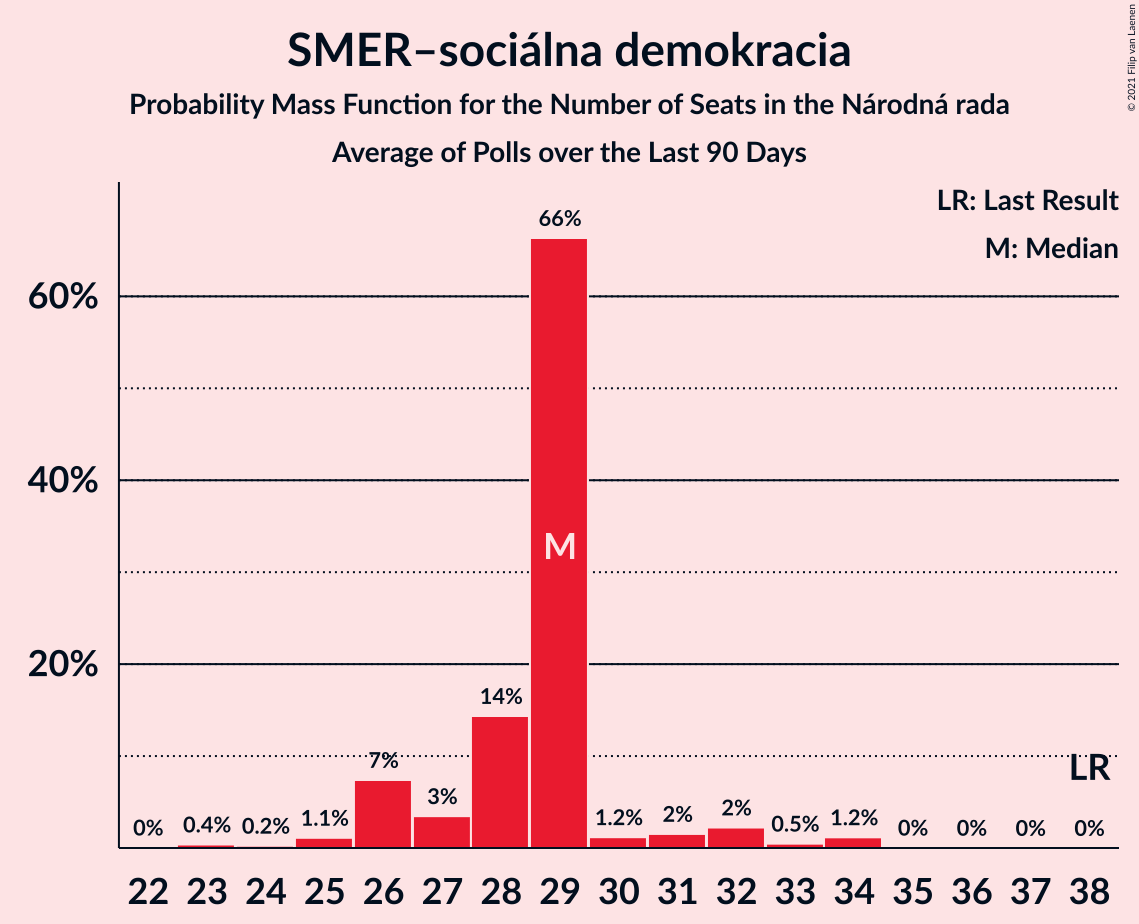 SMER–sociálna demokracia
Probability Mass Function for the Number of Seats in the Národná rada
Average of Polls over the Last 90 Days
© 2021 Filip van Laenen
LR: Last Result
M: Median
60%
40%
20%
0% 0.4% 0.2% 1.1% 7% 3% 14% 66% 1.2% 2% 2% 0.5% 1.2% 0% 0% 0% 0%
M
LR
22 23 24 25 26 27 28 29 30 31 32 33 34 35 36 37 38